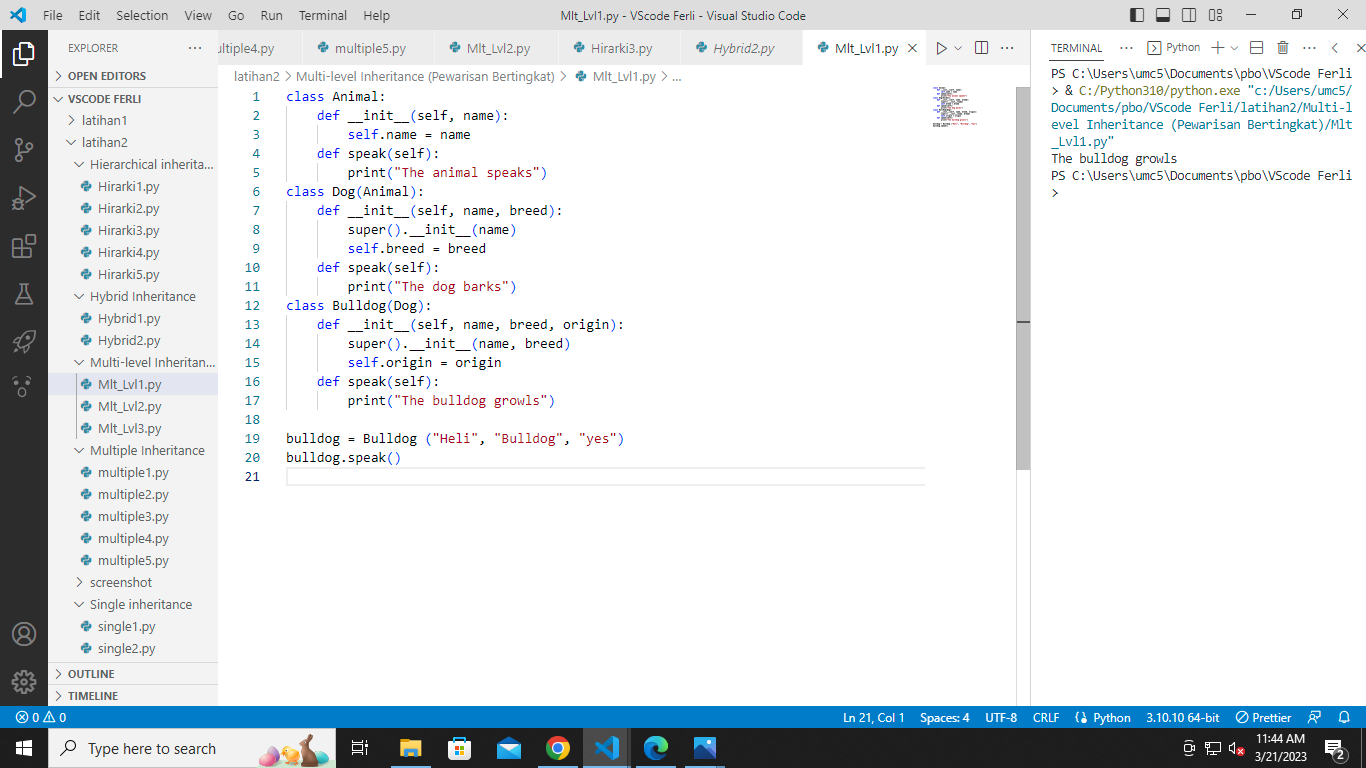 File Edit Selection View Go Run Terminal Help
Mlt_Lvl1.py - VScode Ferli - Visual Studio Code
EXPLORER
OPEN EDITORS
VSCODE FERLI
latihan1
latihan2
Hierarchical inherita...
Hirarki1.py
Hirarki2.py
Hirarki3.py
Hirarki4.py
Hirarki5.py
Hybrid Inheritance
Hybrid1.py
Hybrid2.py
Multi-level Inheritan...
Mlt_Lvl1.py
Mlt_Lvl2.py
Mlt_Lvl3.py
Multiple Inheritance
multiple1.py
multiple2.py
multiple3.py
multiple4.py
multiple5.py
screenshot
Single inheritance
single1.py
single2.py
OUTLINE
TIMELINE
ultiple4.py multiple5.py Mlt_Lvl2.py Hirarki3.py Hybrid2.py Mlt_Lvl1.py
latihan2 > Multi-level Inheritance (Pewarisan Bertingkat) > Mlt_Lvl1.py > ...
1 class Animal:
2     def __init__(self, name):
3         self.name = name
4     def speak(self):
5         print("The animal speaks")
6 class Dog(Animal):
7     def __init__(self, name, breed):
8         super().__init__(name)
9         self.breed = breed
10     def speak(self):
11         print("The dog barks")
12 class Bulldog(Dog):
13     def __init__(self, name, breed, origin):
14         super().__init__(name, breed)
15         self.origin = origin
16     def speak(self):
17         print("The bulldog growls")
18
19 bulldog = Bulldog ("Heli", "Bulldog", "yes")
20 bulldog.speak()
21
TERMINAL Python
PS C:\Users\umc5\Documents\pbo\VScode Ferli
> & C:/Python310/python.exe "c:/Users/umc5/
Documents/pbo/VScode Ferli/latihan2/Multi-l
evel Inheritance (Pewarisan Bertingkat)/Mlt
_Lvl1.py"
The bulldog growls
PS C:\Users\umc5\Documents\pbo\VScode Ferli
>
0 0 Ln 21, Col 1 Spaces: 4 UTF-8 CRLF Python 3.10.10 64-bit Prettier
Type here to search
11:44 AM
3/21/2023
2